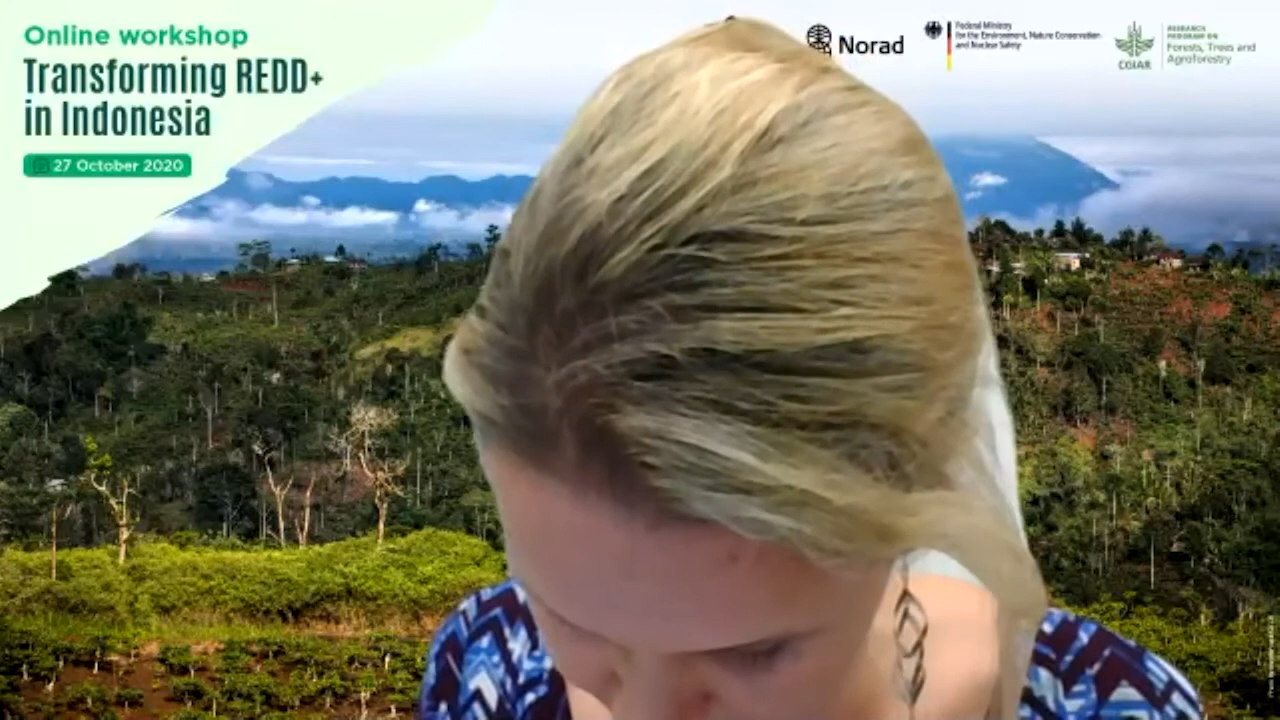 Online workshop
Transforming REDD+
in Indonesia
27 October 2020
Norad
Federal Ministry
for the Environment, Nature Conservation
and Nuclear Safety
CGIAR
RESEARCH
PROGRAM ON
Forests, Trees and
Agroforestry